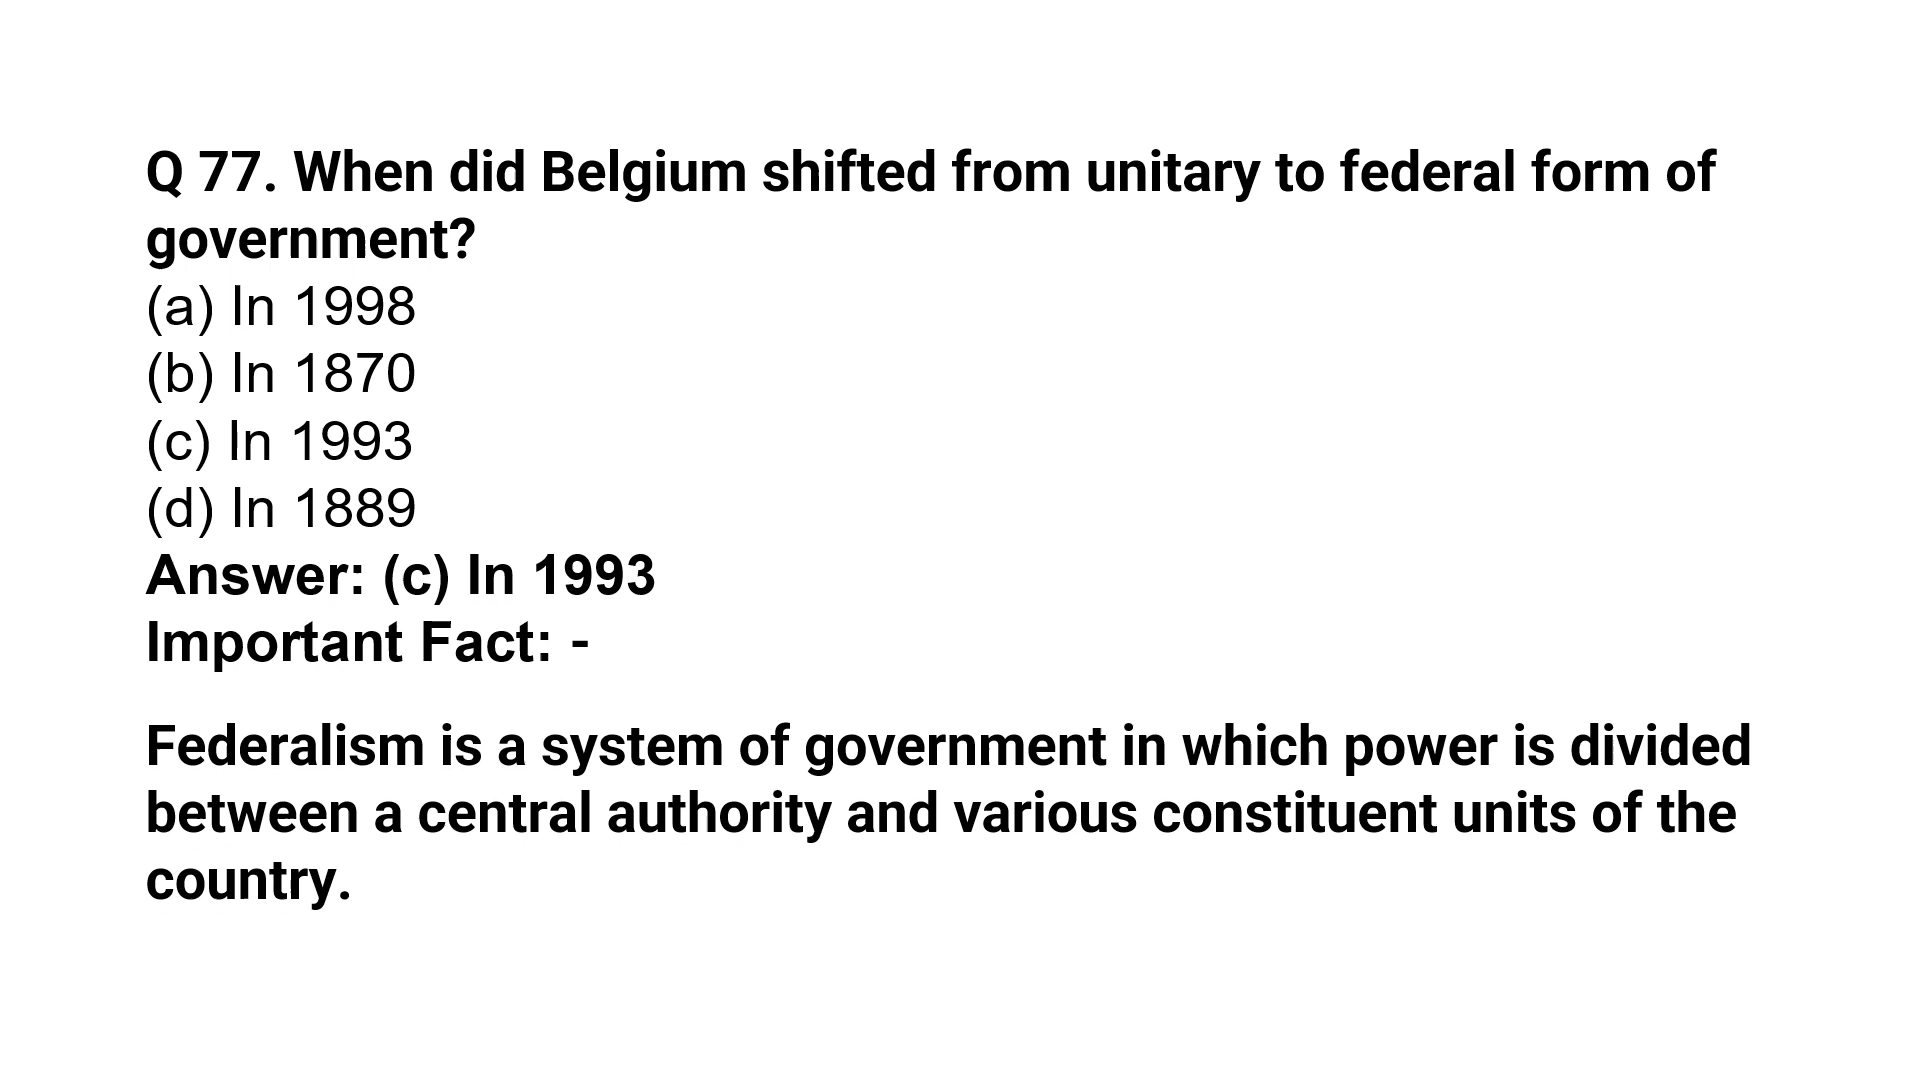 Q 77. When did Belgium shifted from unitary to federal form of
government?
(a) In 1998
(b) In 1870
(c) In 1993
(d) In 1889
Answer: (c) In 1993
Important Fact: -
Federalism is a system of government in which power is divided
between a central authority and various constituent units of the
country.